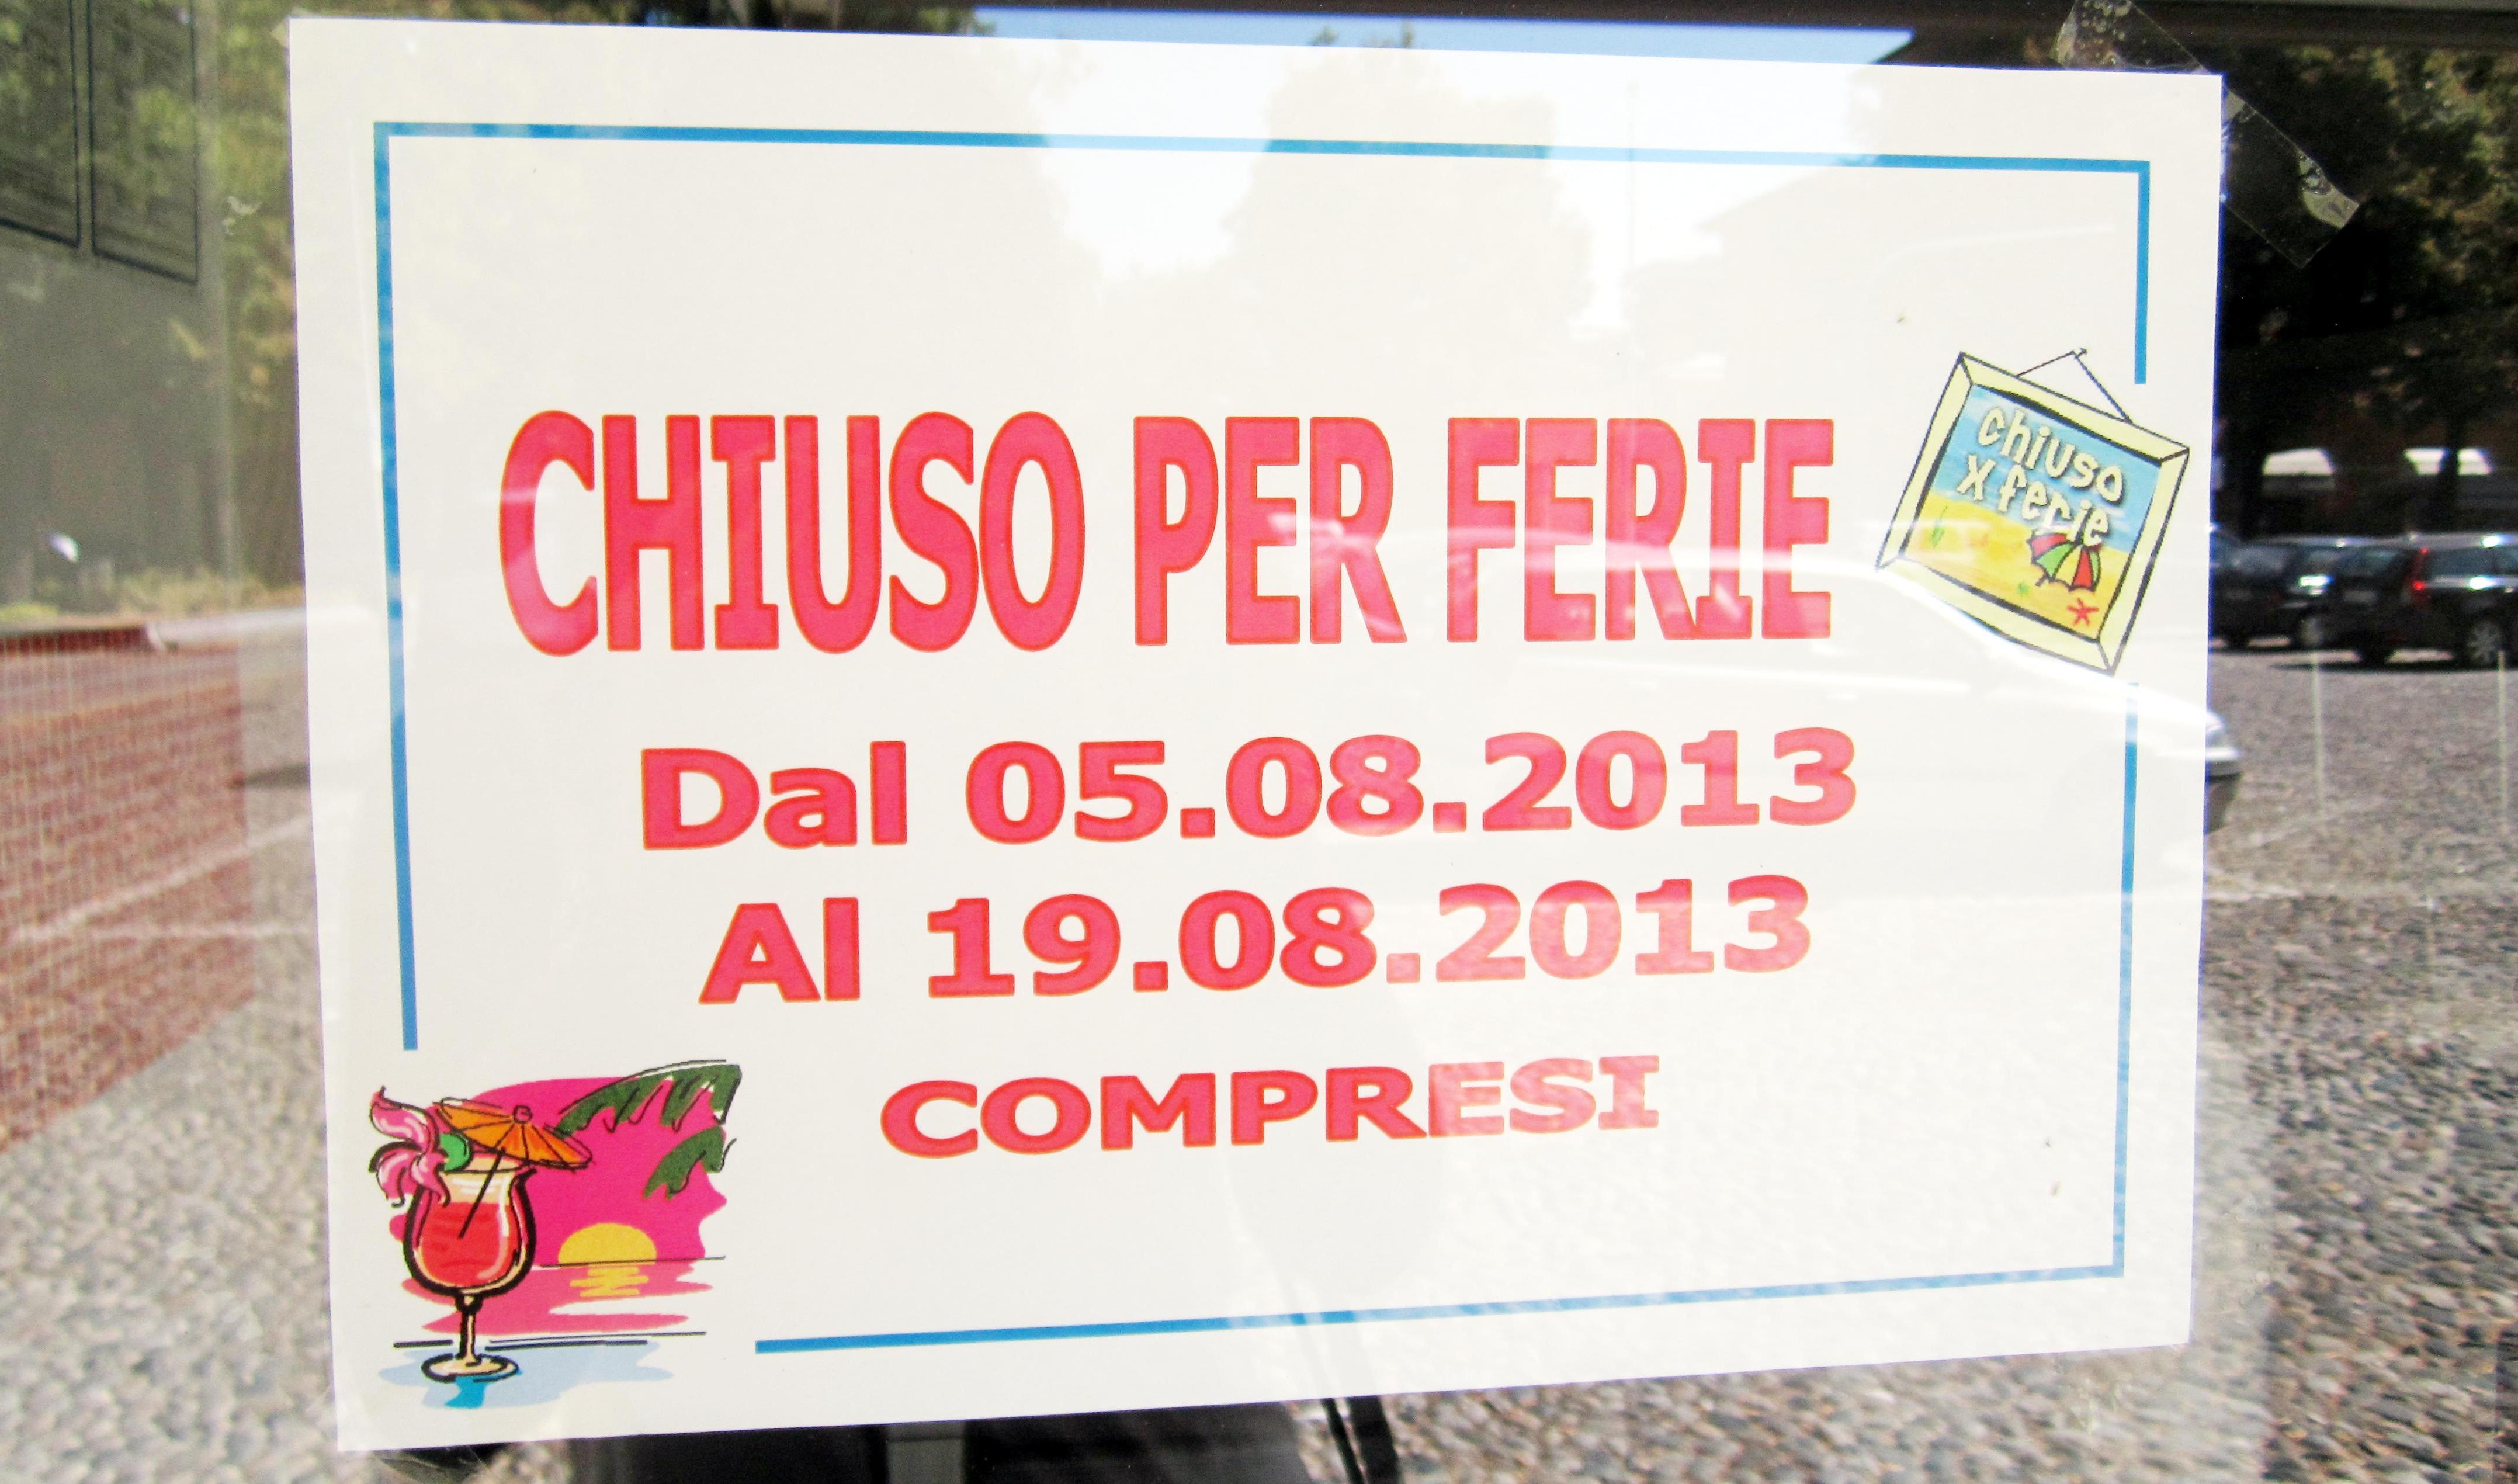 CHIUSO PER FERIE
chiuso
x ferie
Dal 05.08.2013
Al 19.08.2013
COMPRESI